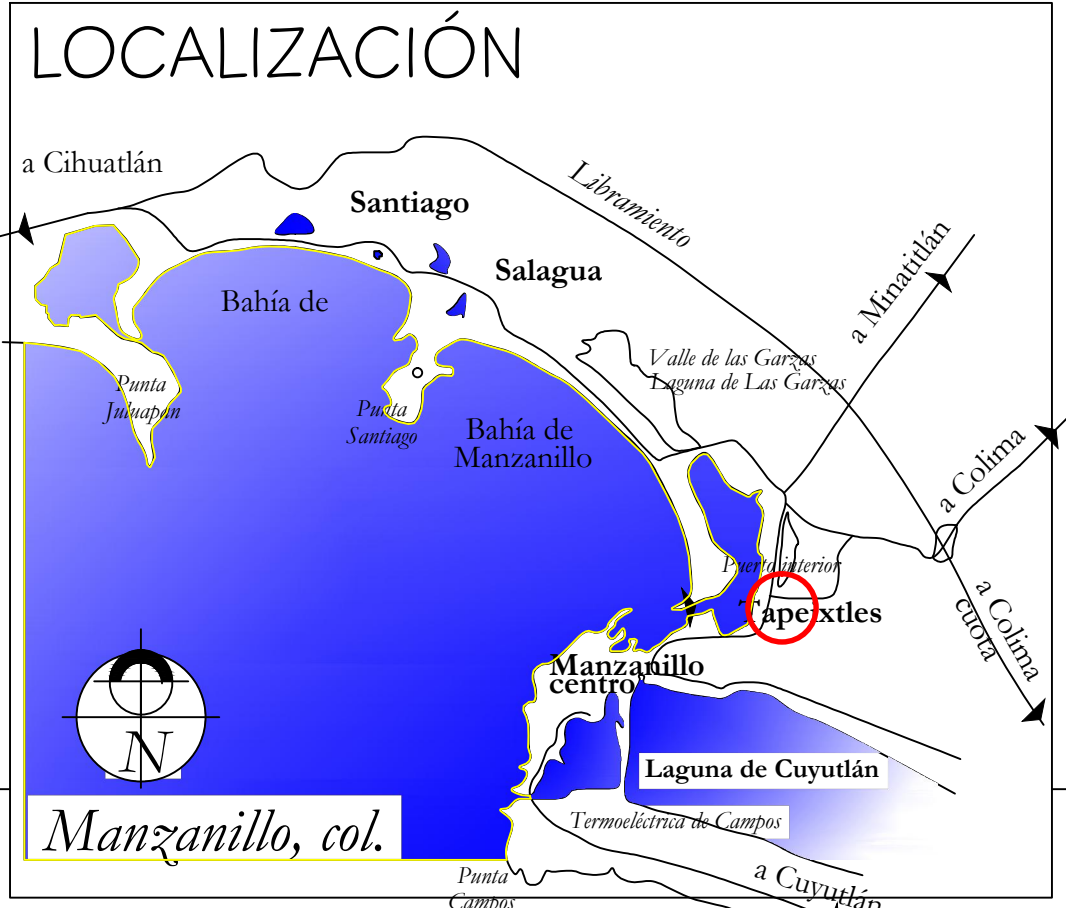 LOCALIZACIÓN
a Cihuatlán
Santiago
Libramiento
Salagua
a Minatitlán
Bahía de
Valle de las Garzas
Laguna de Las Garzas
Punta
Juluapan
Punta
Santiago
Bahía de
Manzanillo
a Colima
Puerto interior
Tapeixtles
a Colima
cuota
Manzanillo
centro
N
Laguna de Cuyutlán
Termoeléctrica de Campos
Manzanillo, col.
Punta
Campos
a Cuyutlán